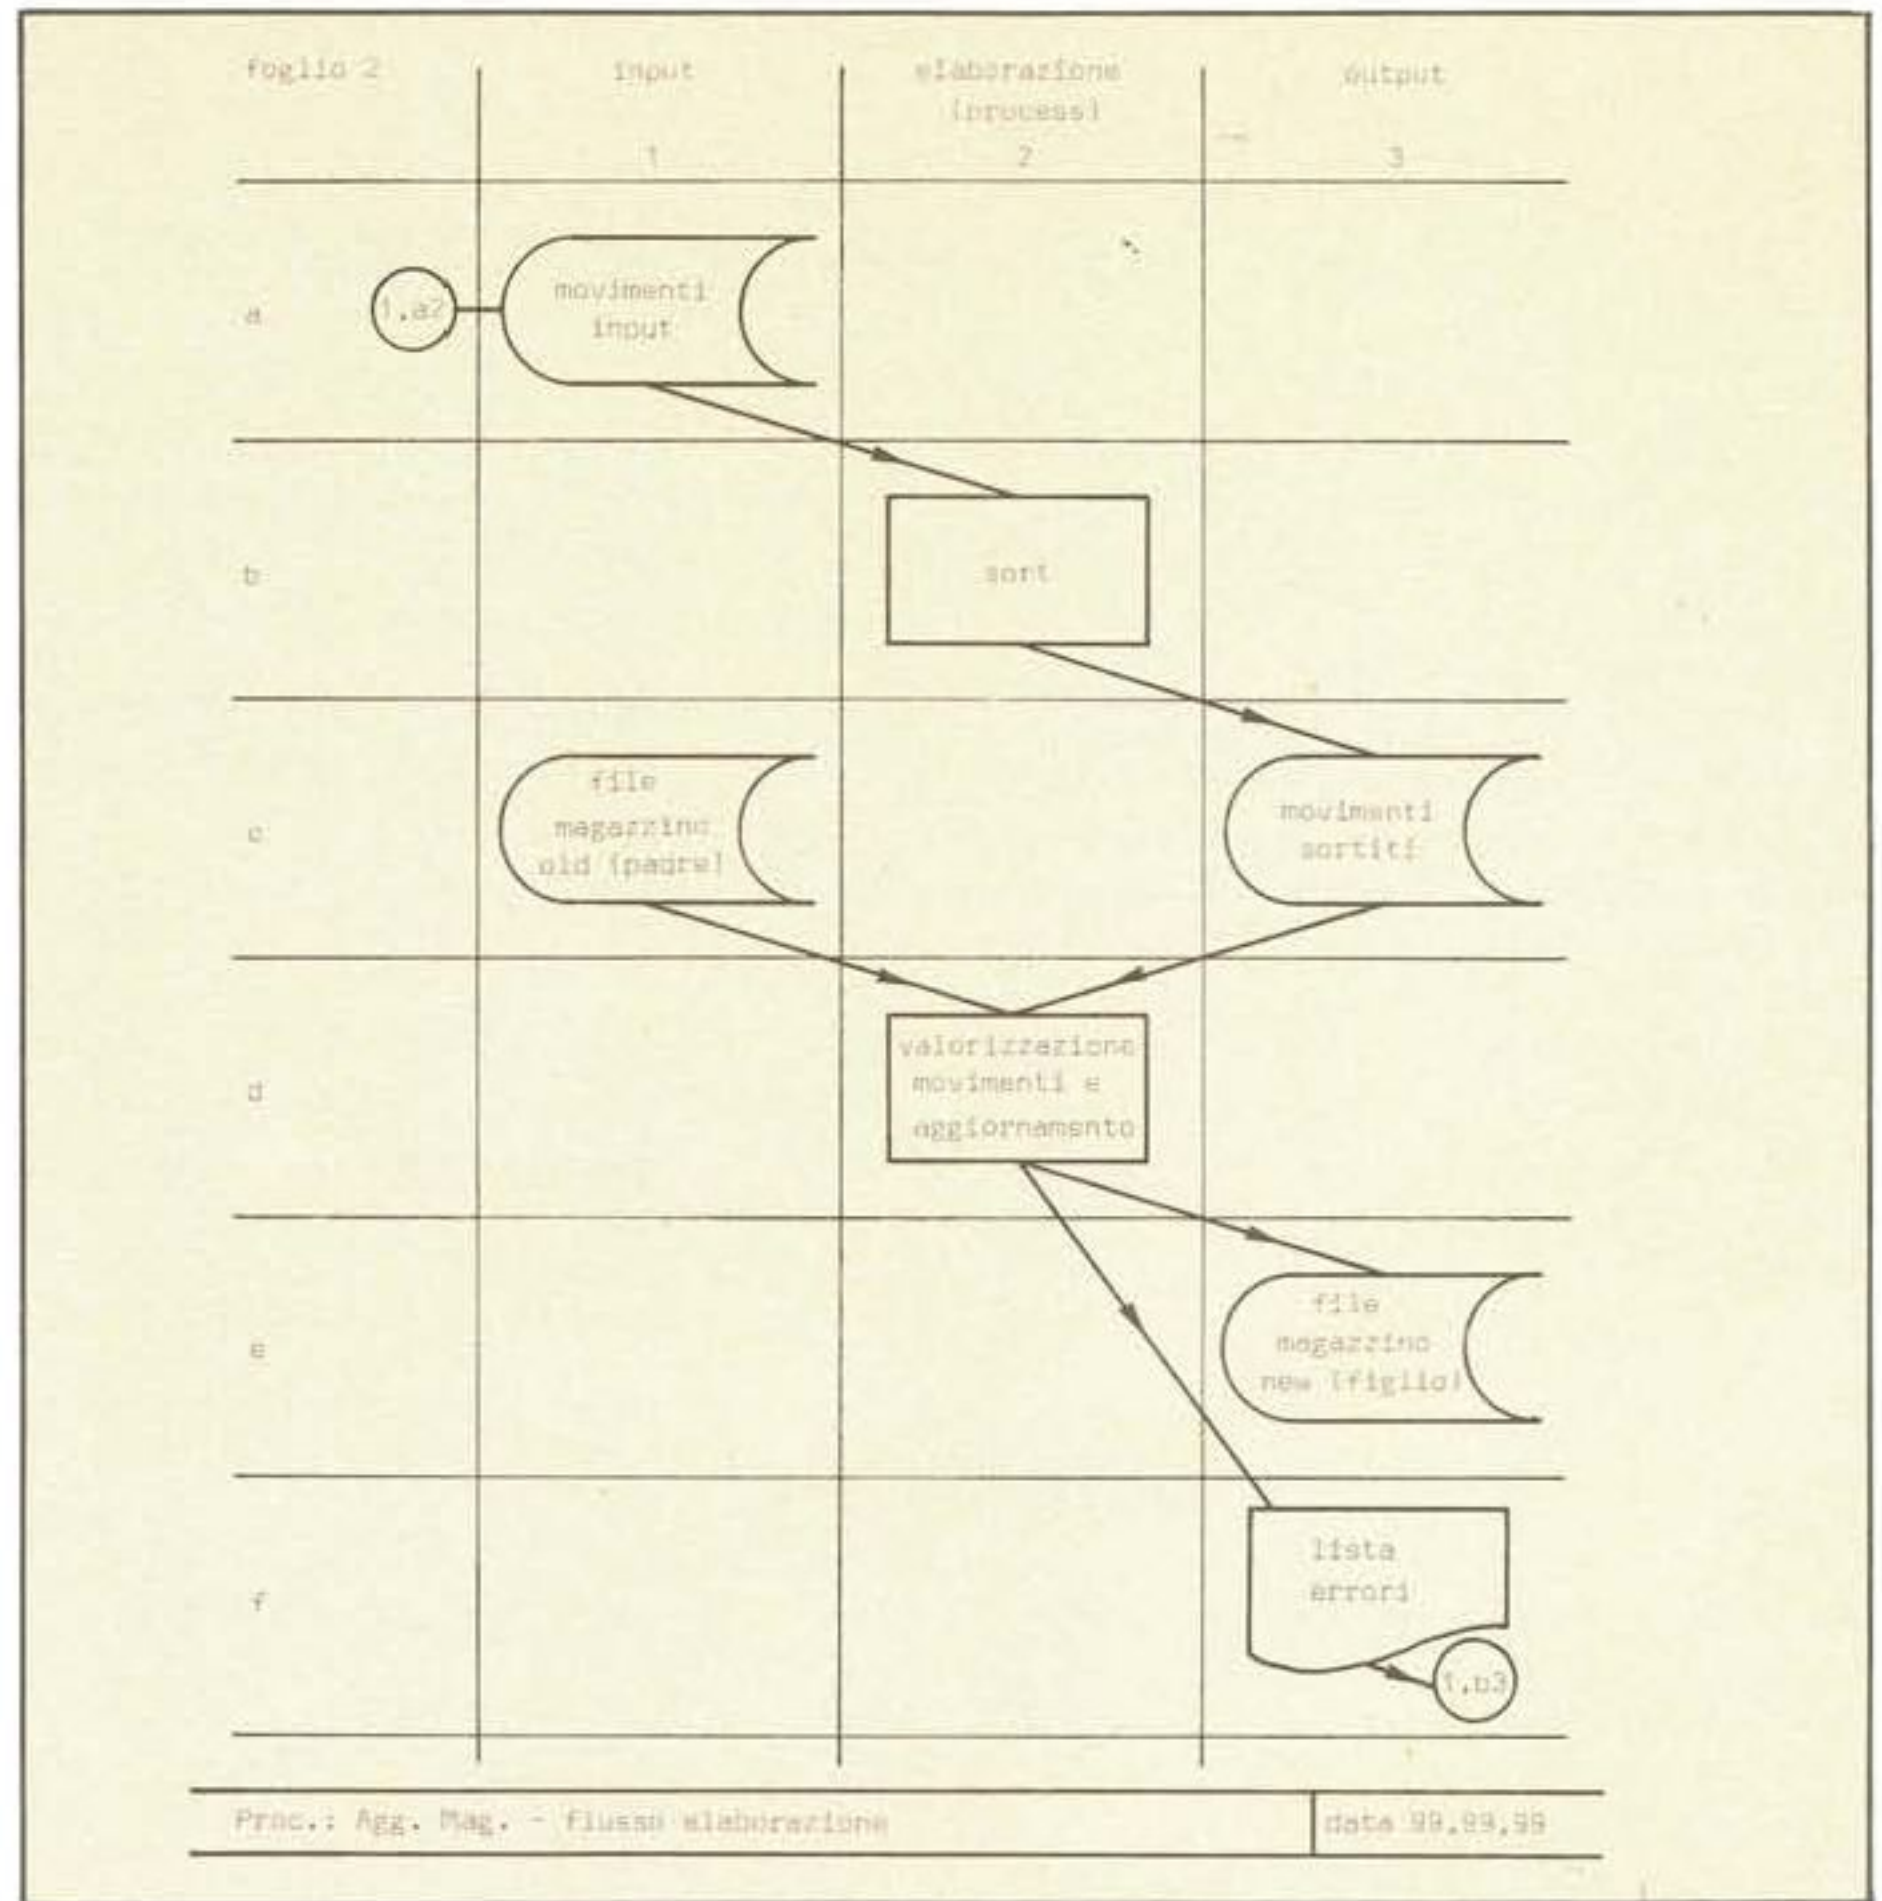 foglio 2
input
elaborazione
(process)
output
1
2
3
a
1.a2
movimenti
input
b
sort
c
file
magazzino
old (padre)
movimenti
sortiti
d
valorizzazione
movimenti e
aggiornamento
e
file
magazzino
new (figlio)
f
lista
errori
1.b3
Proc.: Agg. Mag. - flusso elaborazione
data 99.99.99